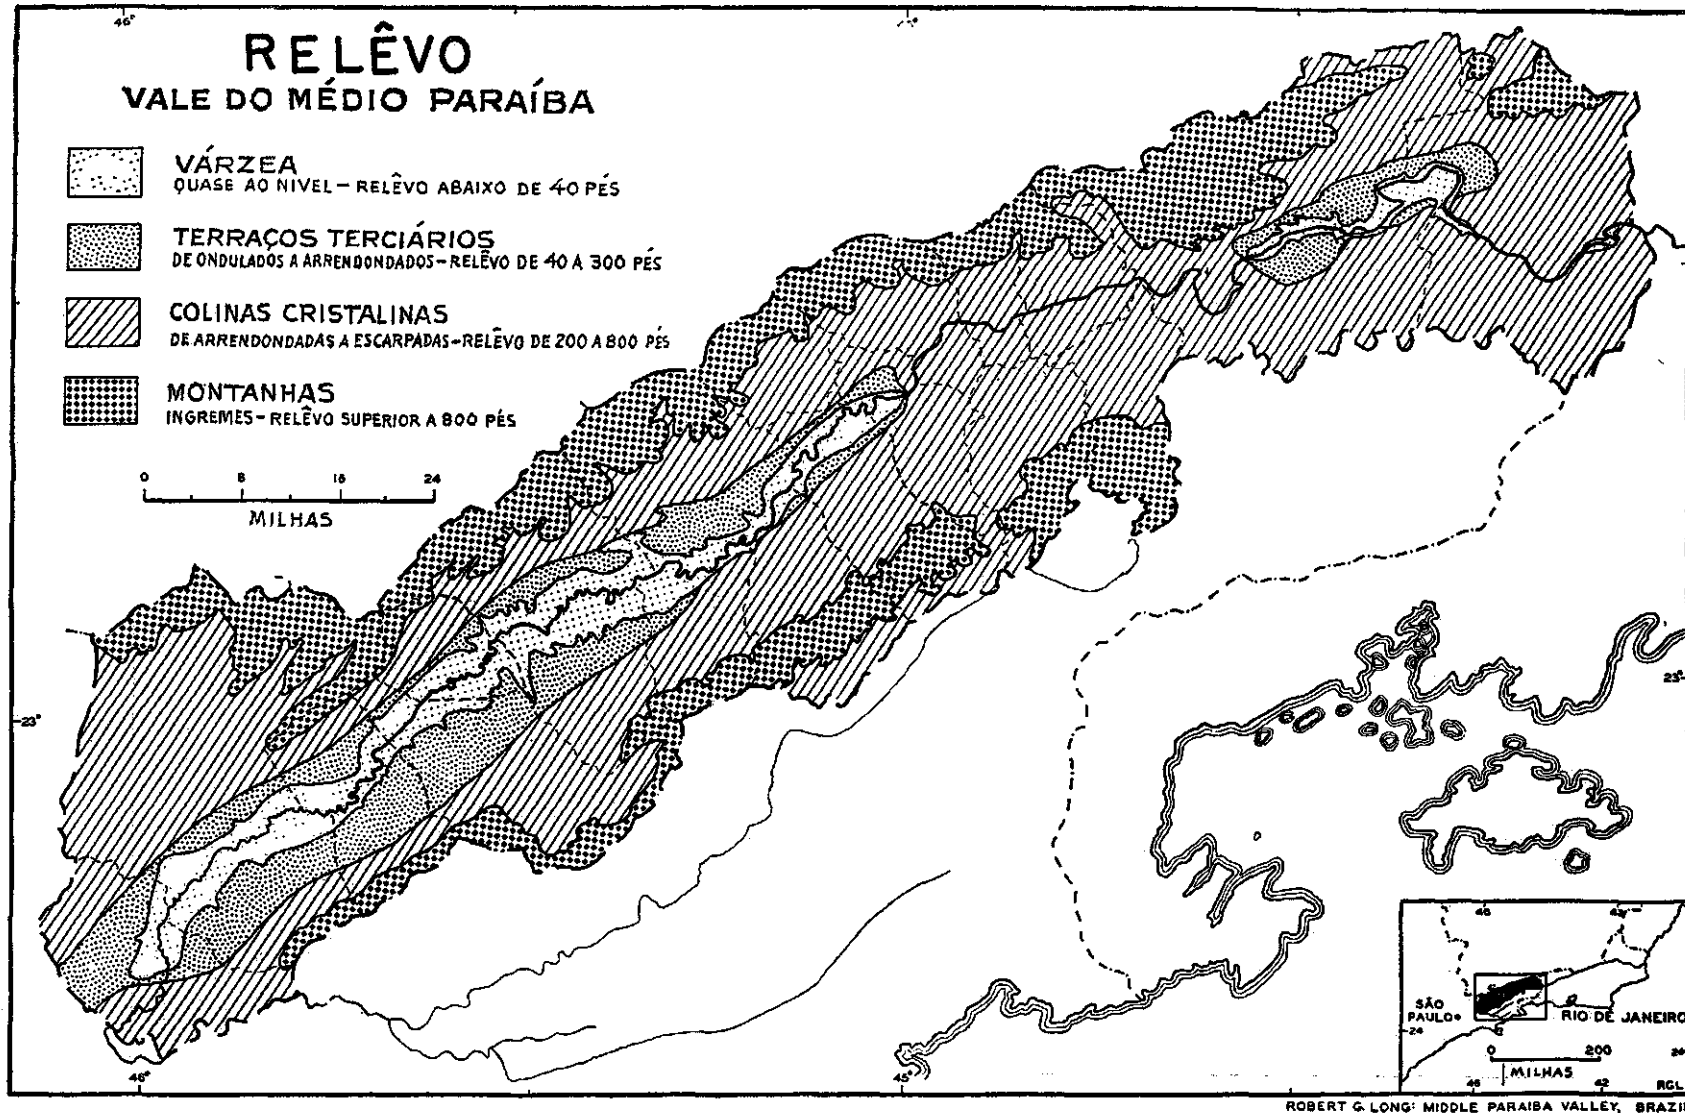 46°
RELÊVO
VALE DO MÉDIO PARAÍBA
VÁRZEA
QUASE AO NIVEL – RELÊVO ABAIXO DE 40 PÉS
TERRAÇOS TERCIÁRIOS
DE ONDULADOS A ARRENDONDADOS – RELÊVO DE 40 A 300 PÉS
COLINAS CRISTALINAS
DE ARRENDONDADAS A ESCARPADAS – RELÊVO DE 200 A 800 PÉS
MONTANHAS
INGREMES – RELÊVO SUPERIOR A 800 PÉS
0 8 16 24
MILHAS
23°
23°
46°
45°
46
SÃO
PAULO
24
RIO DE JANEIRO
0 200
MILHAS
42
RGL
ROBERT G. LONG: MIDDLE PARAIBA VALLEY,